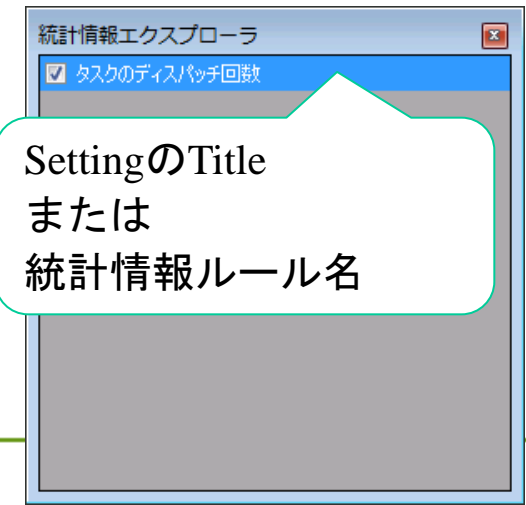 統計情報エクスプローラ
タスクのディスパッチ回数
SettingのTitle
または
統計情報ルール名